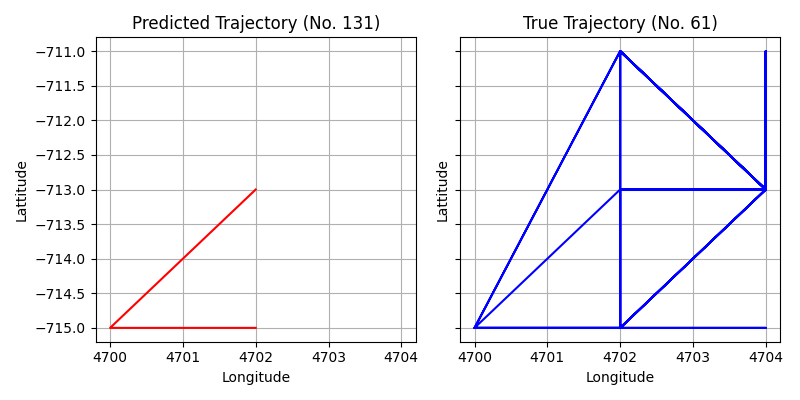 Predicted Trajectory (No. 131)
−711.0
−711.5
−712.0
−712.5
−713.0
−713.5
−714.0
−714.5
−715.0
Lattitude
4700 4701 4702 4703 4704
Longitude
True Trajectory (No. 61)
Lattitude
4700 4701 4702 4703 4704
Longitude